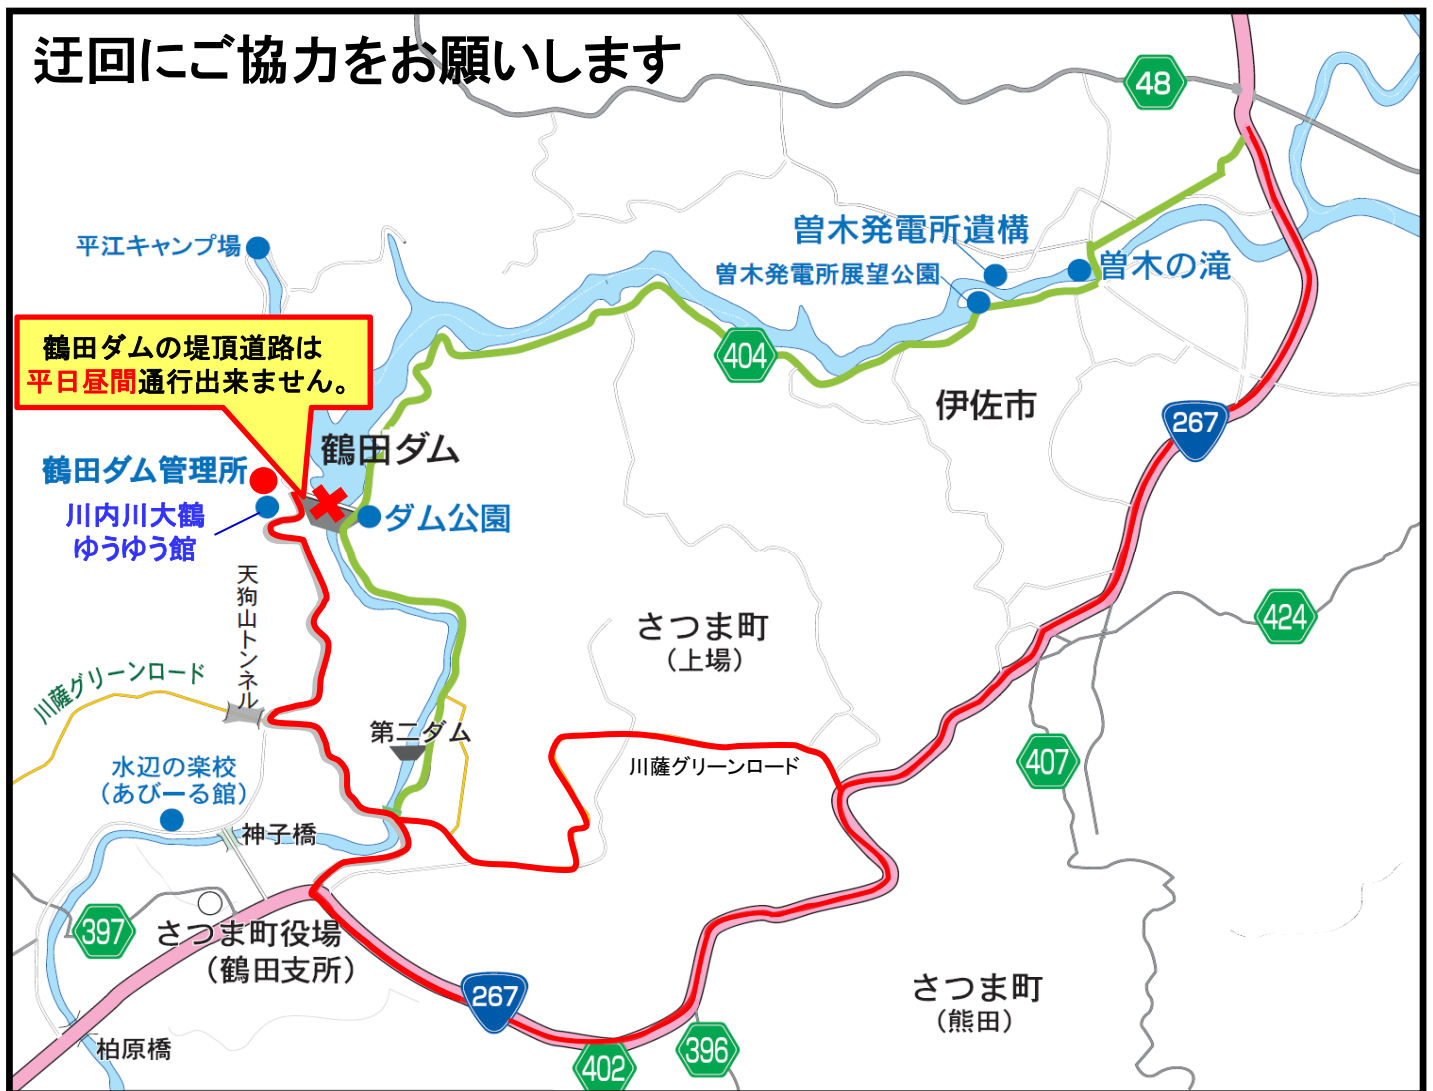 迂回にご協力をお願いします
48
平江キャンプ場
曽木発電所遺構
曽木発電所展望公園
曽木の滝
鶴田ダムの堤頂道路は
平日昼間通行出来ません。
404
伊佐市
267
鶴田ダム
鶴田ダム管理所
川内川大鶴
ゆうゆう館
ダム公園
天狗山トンネル
424
さつま町
(上場)
川薩グリーンロード
第二ダム
川薩グリーンロード
407
水辺の楽校
(あびーる館)
神子橋
397
さつま町役場
(鶴田支所)
267
さつま町
(熊田)
柏原橋
402
396